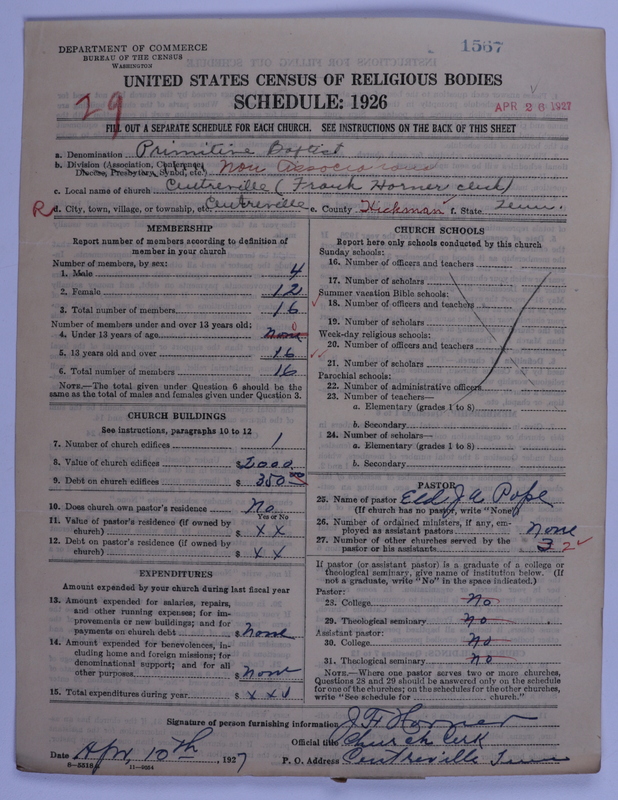 DEPARTMENT OF COMMERCE
BUREAU OF THE CENSUS
WASHINGTON
1567
UNITED STATES CENSUS OF RELIGIOUS BODIES
SCHEDULE: 1926
29
APR 26 1927
FILL OUT A SEPARATE SCHEDULE FOR EACH CHURCH. SEE INSTRUCTIONS ON THE BACK OF THIS SHEET
a. Denomination Primitive Baptist
b. Division (Association, Conference,
Diocese, Presbytery, Synod, etc.) Non Associational
c. Local name of church Centreville (Frank Horner clerk)
R d. City, town, village, or township, etc. Centreville e. County Hickman f. State Tenn.
MEMBERSHIP
Report number of members according to definition of
member in your church
Number of members, by sex:
1. Male 4
2. Female 12
3. Total number of members 16
Number of members under and over 13 years old:
4. Under 13 years of age None 0
5. 13 years old and over 16
6. Total number of members 16
NOTE.—The total given under Question 6 should be the
same as the total of males and females given under Question 3.
CHURCH BUILDINGS
See instructions, paragraphs 10 to 12
7. Number of church edifices 1
8. Value of church edifices $2000
9. Debt on church edifices $ 350 00
10. Does church own pastor's residence? No
Yes or No
11. Value of pastor's residence (if owned by
church) $ X X
12. Debt on pastor's residence (if owned by
church) $ X X
EXPENDITURES
Amount expended by your church during last fiscal year
13. Amount expended for salaries, repairs,
and other running expenses; for im-
provements or new buildings; and for
payments on church debt $ None
14. Amount expended for benevolences, in-
cluding home and foreign missions; for
denominational support; and for all
other purposes $ None
15. Total expenditures during year $ X X X
CHURCH SCHOOLS
Report here only schools conducted by this church
Sunday schools:
16. Number of officers and teachers
17. Number of scholars
Summer vacation Bible schools:
18. Number of officers and teachers
19. Number of scholars
Week-day religious schools:
20. Number of officers and teachers
21. Number of scholars
Parochial schools:
22. Number of administrative officers
23. Number of teachers—
a. Elementary (grades 1 to 8)
b. Secondary
24. Number of scholars—
a. Elementary (grades 1 to 8)
b. Secondary
PASTOR
25. Name of pastor Eld. J A Pope
(If church has no pastor, write "None")
26. Number of ordained ministers, if any, em-
ployed as assistant pastors None
27. Number of other churches served by the
pastor or his assistants 3 2
If pastor (or assistant pastor) is a graduate of a college or
theological seminary, give name of institution below. (If
not a graduate, write "No" in the space indicated.)
Pastor:
28. College No
29. Theological seminary No
Assistant pastor:
30. College No
31. Theological seminary No
NOTE.—Where one pastor serves two or more churches,
Questions 28 and 29 should be answered only on the schedule
for one of the churches; on the schedules for the other churches,
write "See schedule for church."
Signature of person furnishing information J F Horner
Official title Church Clerk
Date Apr, 10th, 1927
P. O. Address Centreville Tenn
11—9084